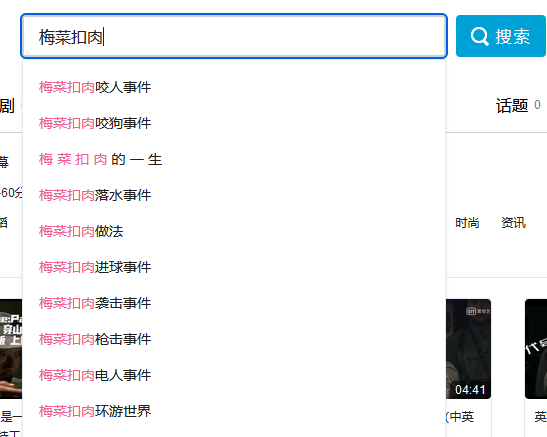 梅菜扣肉
搜索
梅菜扣肉咬人事件
剧
话题 0
梅菜扣肉咬狗事件
幕
梅 菜 扣 肉 的 一 生
-60分
梅菜扣肉落水事件
蹈
时尚 资讯
梅菜扣肉做法
梅菜扣肉进球事件
梅菜扣肉袭击事件
穿山
代号
梅菜扣肉枪击事件
梅菜扣肉电人事件
04:41
梅菜扣肉环游世界
是一
(中英
英